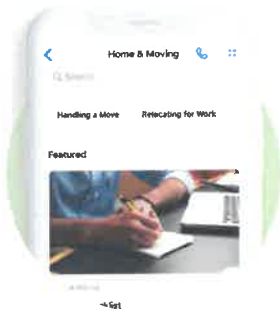 Home & Moving
Search
Handling a Move
Relocating for Work
Featured